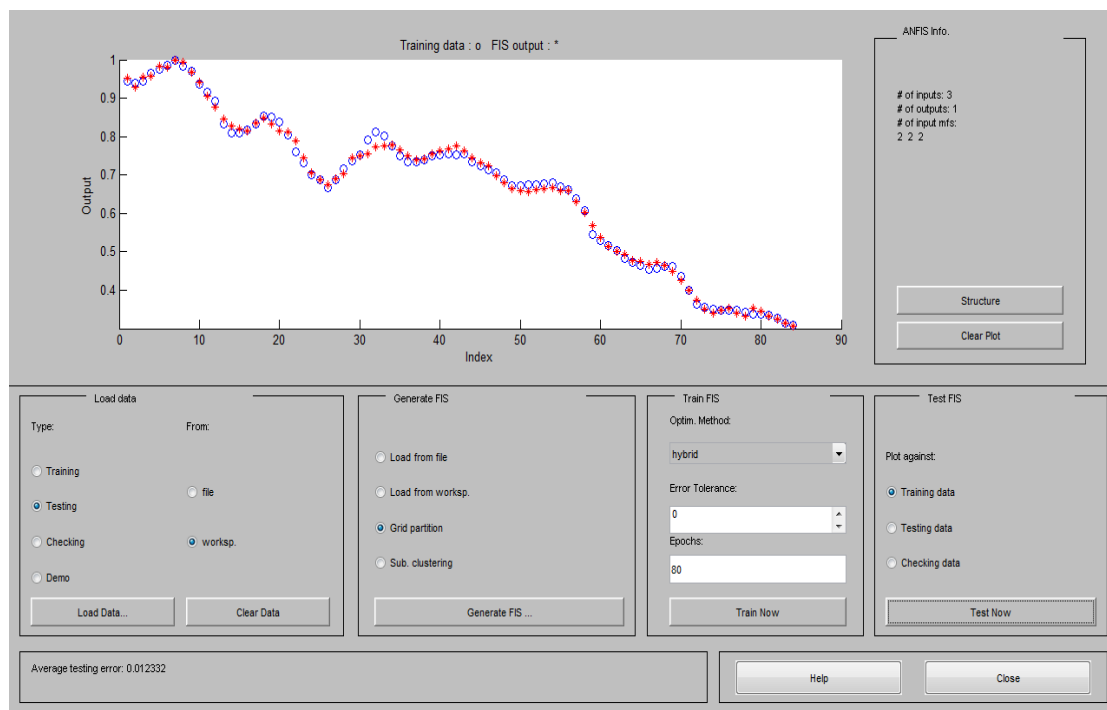 Training data : o   FIS output : *
1
0.9
0.8
0.7
0.6
0.5
0.4
Output
0 10 20 30 40 50 60 70 80 90
Index
ANFIS Info.
# of inputs: 3
# of outputs: 1
# of input mfs:
2 2 2
Structure
Clear Plot
Load data
Type:
From:
Training
Testing
Checking
Demo
file
worksp.
Load Data...
Clear Data
Generate FIS
Load from file
Load from worksp.
Grid partition
Sub. clustering
Generate FIS ...
Train FIS
Optim. Method:
hybrid
Error Tolerance:
0
Epochs:
80
Train Now
Test FIS
Plot against:
Training data
Testing data
Checking data
Test Now
Average testing error: 0.012332
Help
Close